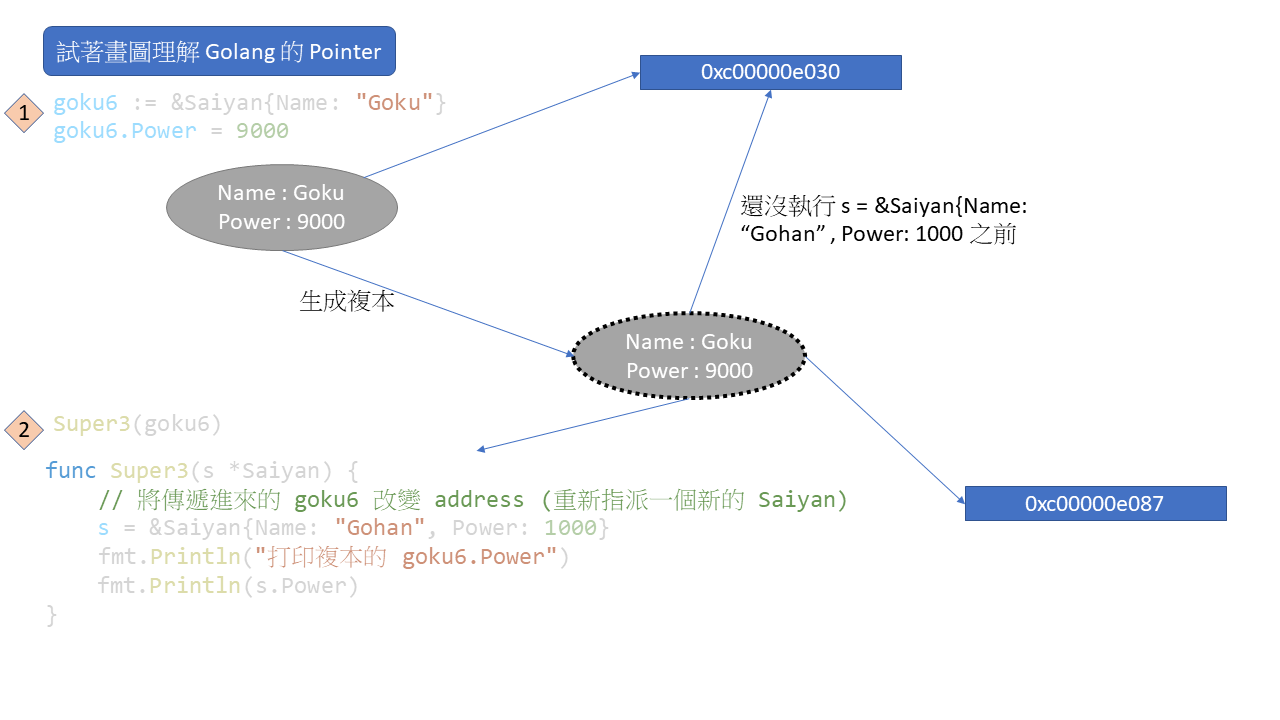 試著畫圖理解 Golang 的 Pointer
0xc00000e030
1
goku6 := &Saiyan{Name: "Goku"}
goku6.Power = 9000
Name : Goku
Power : 9000
還沒執行 s = &Saiyan{Name:
“Gohan” , Power: 1000 之前
生成複本
Name : Goku
Power : 9000
2
Super3(goku6)
func Super3(s *Saiyan) {
// 將傳遞進來的 goku6 改變 address (重新指派一個新的 Saiyan)
s = &Saiyan{Name: "Gohan", Power: 1000}
fmt.Println("打印複本的 goku6.Power")
fmt.Println(s.Power)
}
0xc00000e087